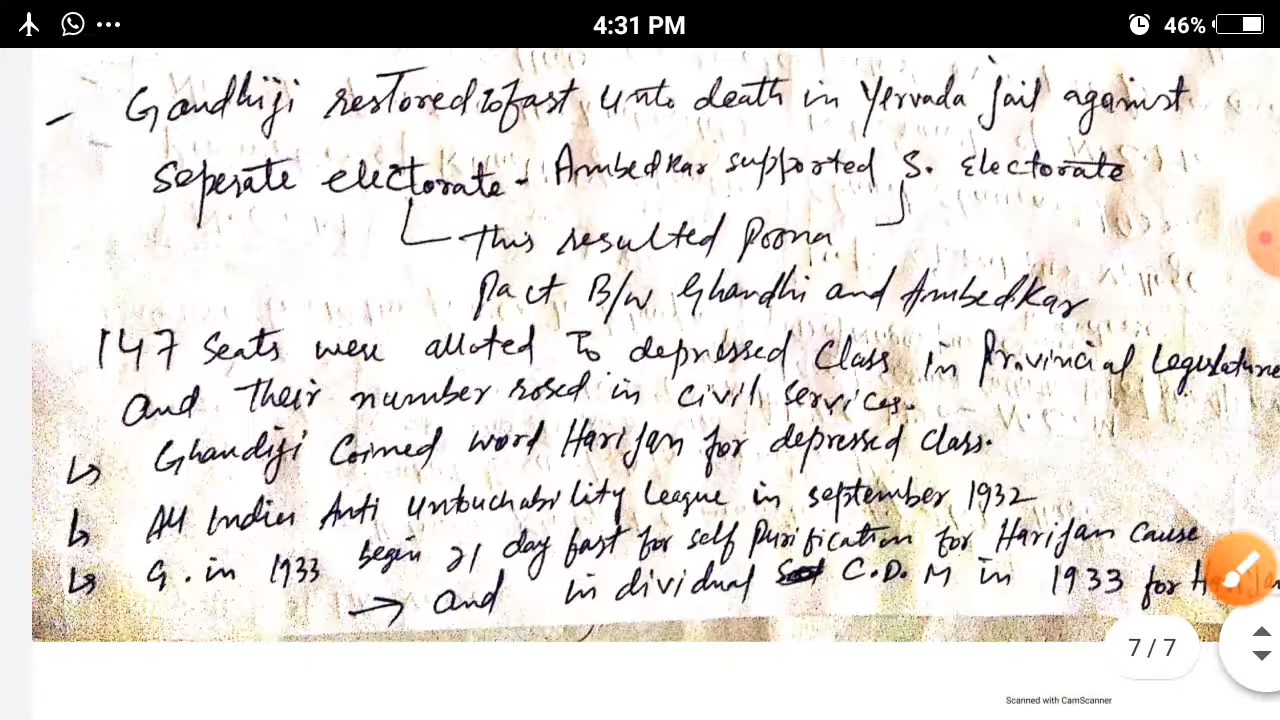 4:31 PM
46%
- Gandhiji restored to fast unto death in Yervada jail against
seperate electorate - Ambedkar supported S. electorate
This resulted Poona
Pact B/w Ghandhi and Ambedkar
147 seats were alloted to depressed class in Provincial Legislature
and their number rosed in civil services.
↳ Ghandiji coined word Harijan for depressed class.
↳ All Indian Anti Untouchability League in september 1932
↳ G. in 1933 begin 21 day fast for self purification for Harijan cause
→ and individual C.D.M in 1933 for
7 / 7
Scanned with CamScanner